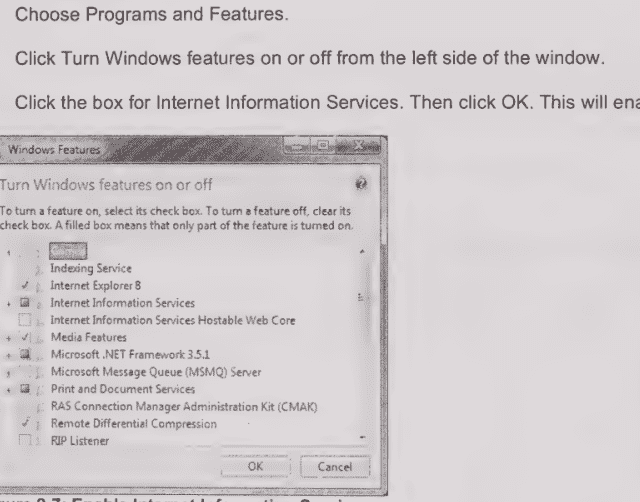 Choose Programs and Features.
Click Turn Windows features on or off from the left side of the window.
Click the box for Internet Information Services. Then click OK. This will ena
Windows Features
Turn Windows features on or off
To turn a feature on, select its check box. To turn a feature off, clear its
check box. A filled box means that only part of the feature is turned on.
Indexing Service
Internet Explorer 8
Internet Information Services
Internet Information Services Hostable Web Core
Media Features
Microsoft .NET Framework 3.5.1
Microsoft Message Queue (MSMQ) Server
Print and Document Services
RAS Connection Manager Administration Kit (CMAK)
Remote Differential Compression
RIP Listener
OK Cancel